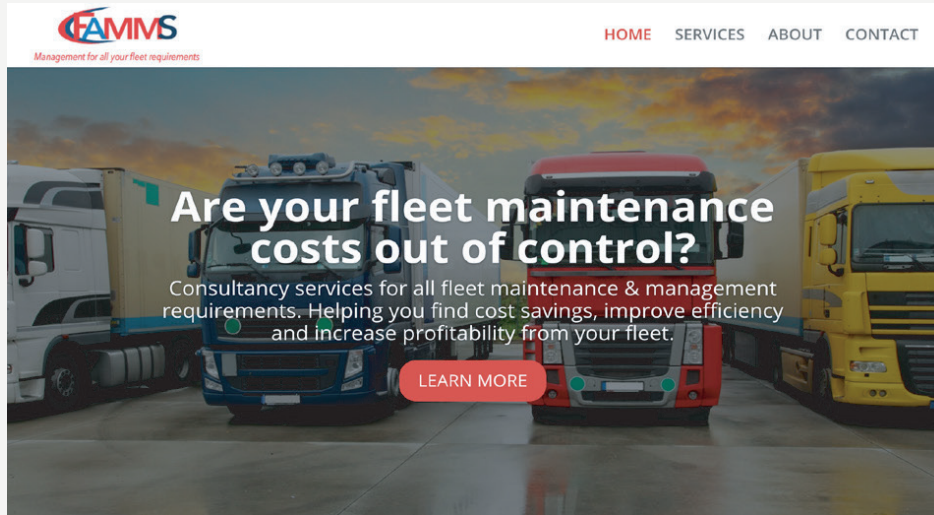 FAMMS
Management for all your fleet requirements
HOME SERVICES ABOUT CONTACT
Are your fleet maintenance
costs out of control?
Consultancy services for all fleet maintenance & management
requirements. Helping you find cost savings, improve efficiency
and increase profitability from your fleet.
LEARN MORE